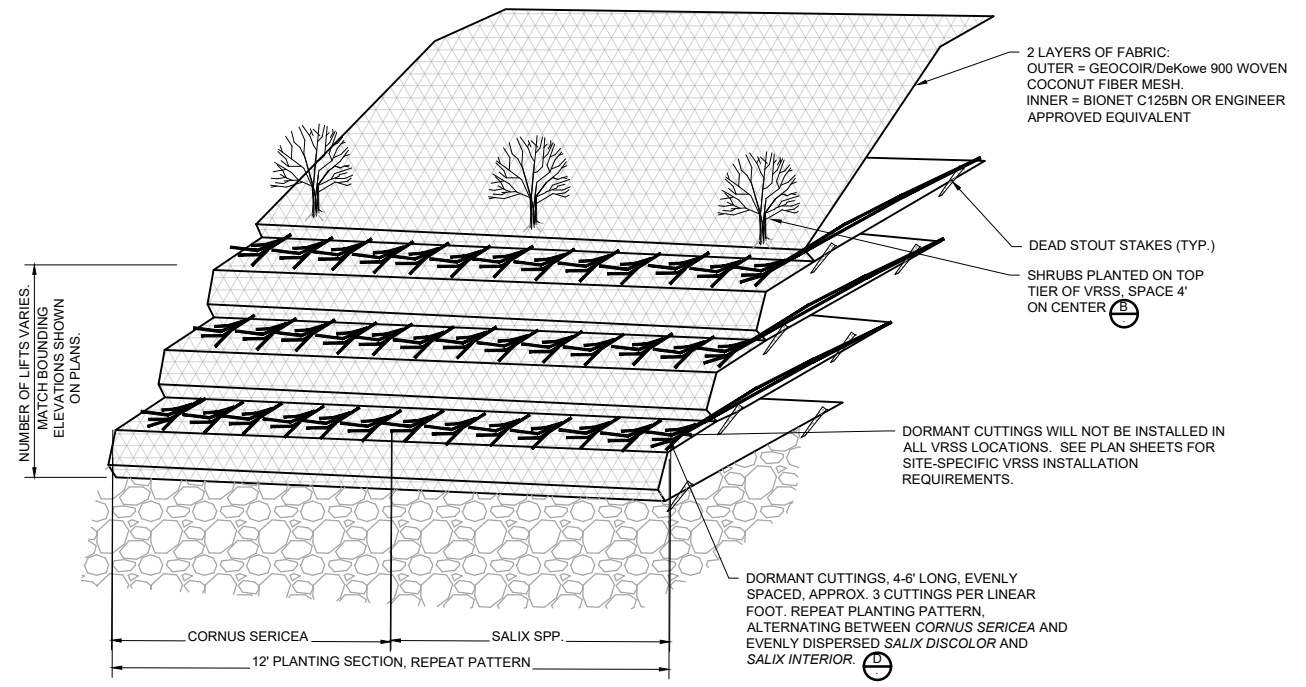 2 LAYERS OF FABRIC:
OUTER = GEOCOIR/DeKowe 900 WOVEN
COCONUT FIBER MESH.
INNER = BIONET C125BN OR ENGINEER
APPROVED EQUIVALENT
DEAD STOUT STAKES (TYP.)
SHRUBS PLANTED ON TOP
TIER OF VRSS, SPACE 4'
ON CENTER
B
-
NUMBER OF LIFTS VARIES.
MATCH BOUNDING
ELEVATIONS SHOWN
ON PLANS.
DORMANT CUTTINGS WILL NOT BE INSTALLED IN
ALL VRSS LOCATIONS. SEE PLAN SHEETS FOR
SITE-SPECIFIC VRSS INSTALLATION
REQUIREMENTS.
DORMANT CUTTINGS, 4-6' LONG, EVENLY
SPACED, APPROX. 3 CUTTINGS PER LINEAR
FOOT. REPEAT PLANTING PATTERN,
ALTERNATING BETWEEN CORNUS SERICEA AND
EVENLY DISPERSED SALIX DISCOLOR AND
SALIX INTERIOR.
D
-
CORNUS SERICEA
SALIX SPP.
12' PLANTING SECTION, REPEAT PATTERN